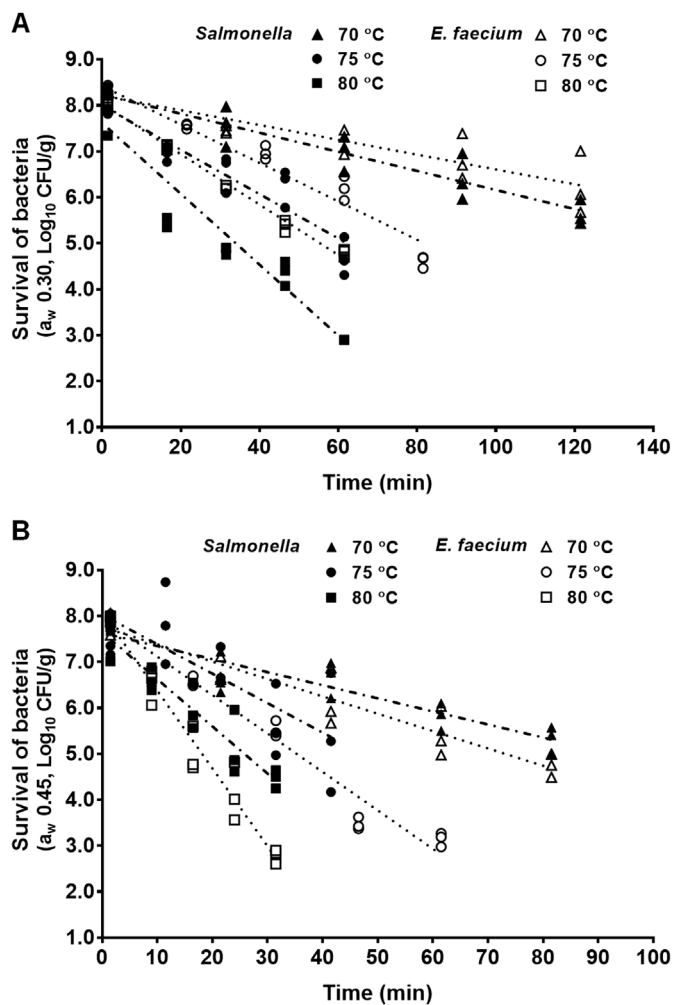 A
Salmonella ▲ 70 °C E. faecium △ 70 °C
● 75 °C ○ 75 °C
■ 80 °C □ 80 °C
9.0
8.0
7.0
6.0
5.0
4.0
3.0
2.0
1.0
Survival of bacteria
(aw 0.30, Log10 CFU/g)
0 20 40 60 80 100 120 140
Time (min)
B
Salmonella ▲ 70 °C E. faecium △ 70 °C
● 75 °C ○ 75 °C
■ 80 °C □ 80 °C
9.0
8.0
7.0
6.0
5.0
4.0
3.0
2.0
1.0
Survival of bacteria
(aw 0.45, Log10 CFU/g)
0 10 20 30 40 50 60 70 80 90 100
Time (min)